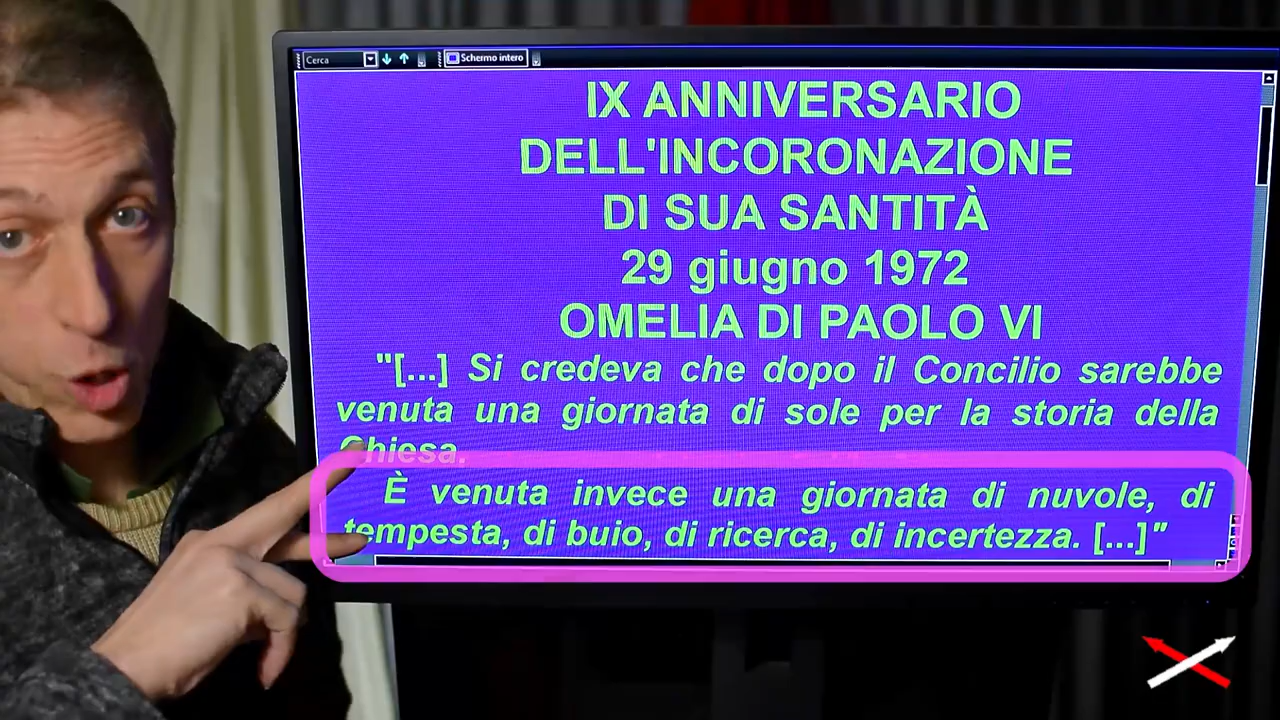 Cerca
Schermo intero
IX ANNIVERSARIO
DELL'INCORONAZIONE
DI SUA SANTITÀ
29 giugno 1972
OMELIA DI PAOLO VI
"[...] Si credeva che dopo il Concilio sarebbe
venuta una giornata di sole per la storia della
Chiesa.
È venuta invece una giornata di nuvole, di
tempesta, di buio, di ricerca, di incertezza. [...]"